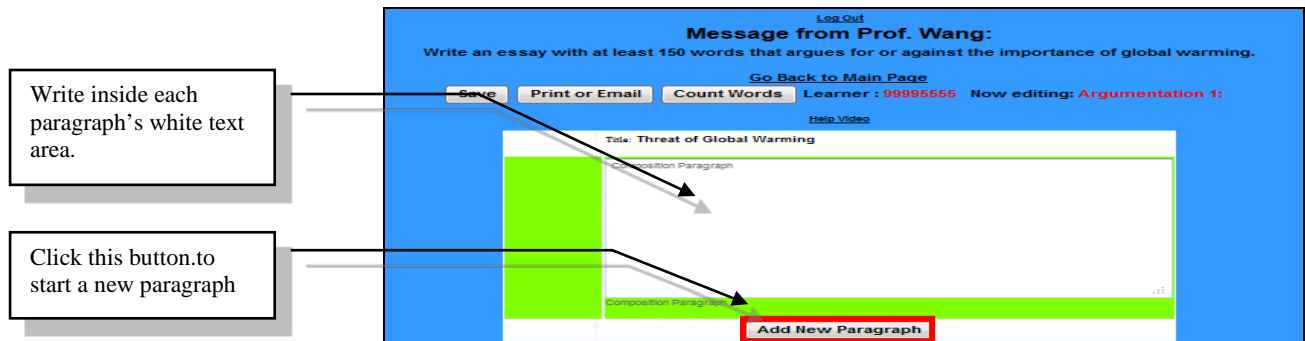 Log Out
Message from Prof. Wang:
Write an essay with at least 150 words that argues for or against the importance of global warming.
Go Back to Main Page
Save Print or Email Count Words Learner : 99995555 Now editing: Argumentation 1:
Help Video
Title: Threat of Global Warming
Composition Paragraph
Composition Paragraph
Add New Paragraph
Write inside each
paragraph's white text
area.
Click this button.to
start a new paragraph